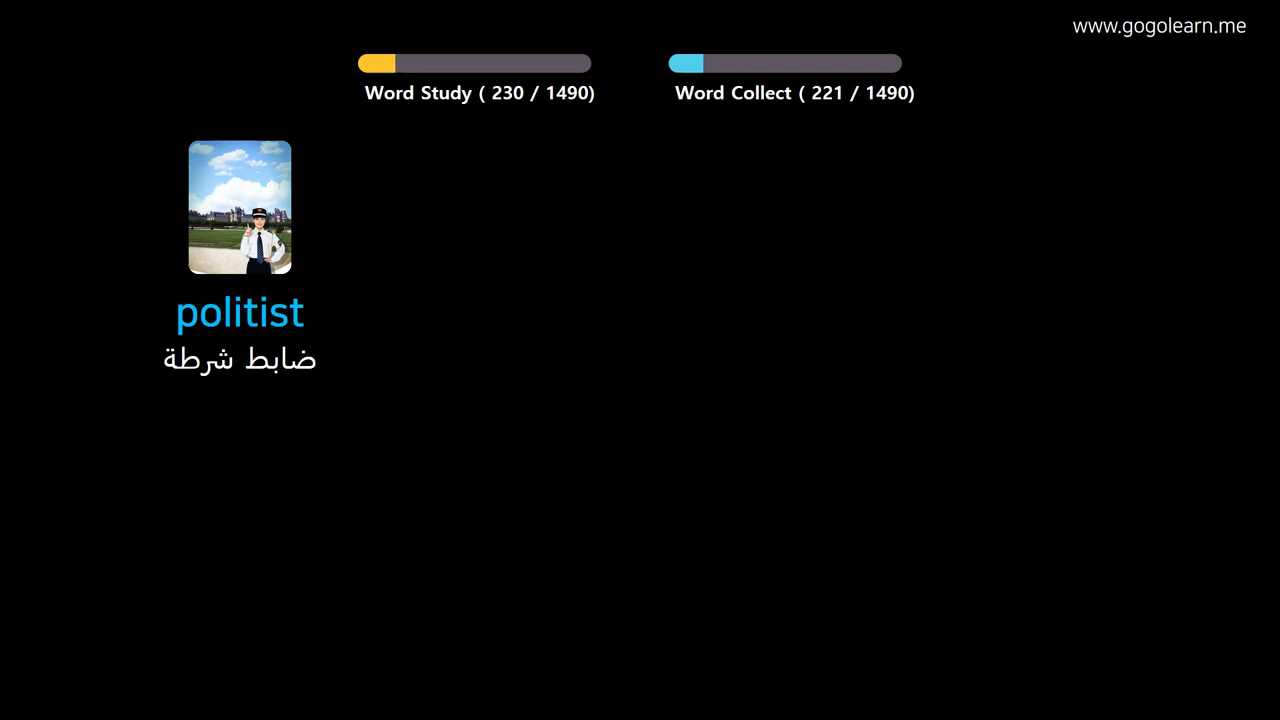 www.gogolearn.me
Word Study ( 230 / 1490)
Word Collect ( 221 / 1490)
politist
ضابط شرطة